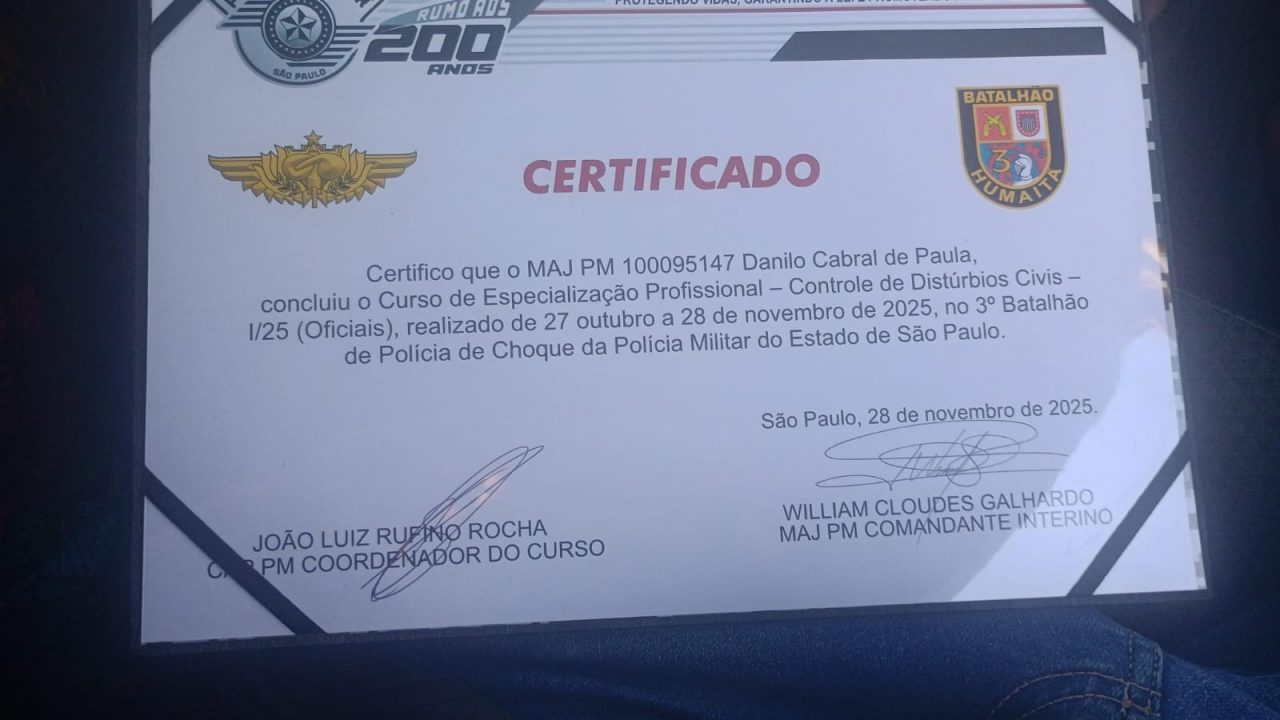 RUMO AOS
200
ANOS
SÃO PAULO
BATALHÃO
3
HUMAITÁ
CERTIFICADO
Certifico que o MAJ PM 100095147 Danilo Cabral de Paula,
concluiu o Curso de Especialização Profissional – Controle de Distúrbios Civis –
I/25 (Oficiais), realizado de 27 outubro a 28 de novembro de 2025, no 3º Batalhão
de Polícia de Choque da Polícia Militar do Estado de São Paulo.
São Paulo, 28 de novembro de 2025.
JOÃO LUIZ RUFINO ROCHA
CAP PM COORDENADOR DO CURSO
WILLIAM CLOUDES GALHARDO
MAJ PM COMANDANTE INTERINO